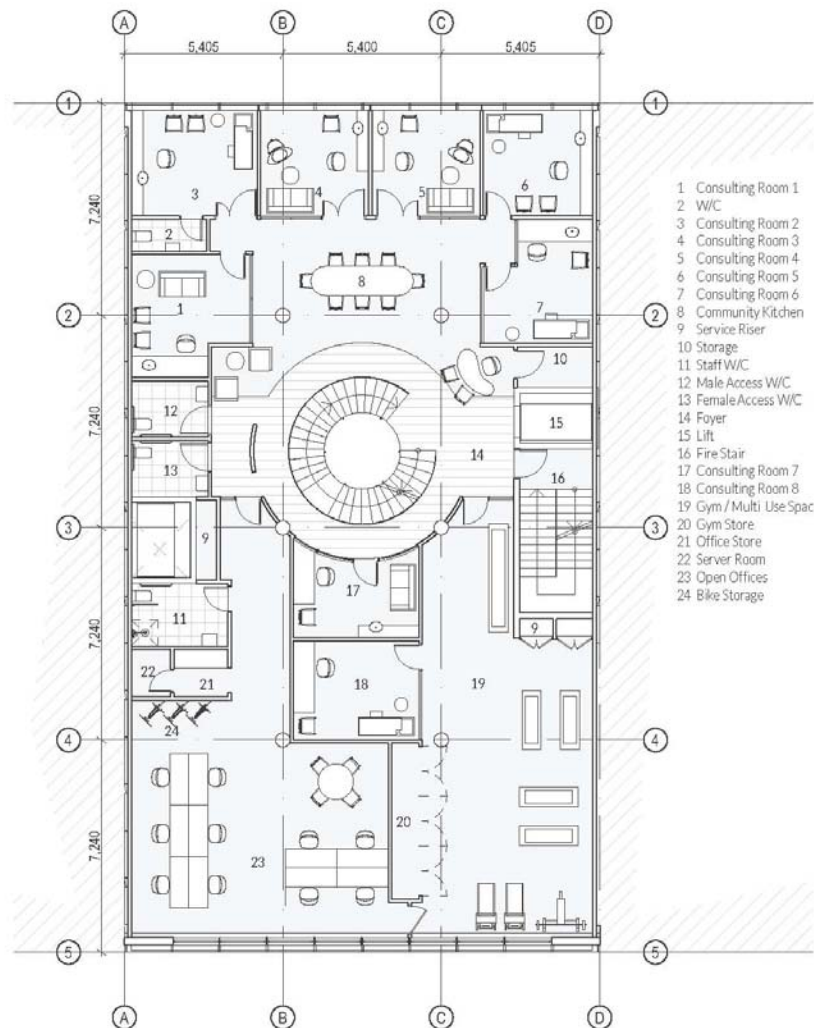 A B C D
5,405 5,400 5,405
1 1
7,240
3 4 5 6
2
1 8 7
2 2
7,240
10
12 15
13 14 16
3 3
9
17
7,240
11 9
22 21 18 19
24
4 4
7,240
20
23
5 5
A B C D
1 Consulting Room 1
2 W/C
3 Consulting Room 2
4 Consulting Room 3
5 Consulting Room 4
6 Consulting Room 5
7 Consulting Room 6
8 Community Kitchen
9 Service Riser
10 Storage
11 Staff W/C
12 Male Access W/C
13 Female Access W/C
14 Foyer
15 Lift
16 Fire Stair
17 Consulting Room 7
18 Consulting Room 8
19 Gym / Multi Use Spac
20 Gym Store
21 Office Store
22 Server Room
23 Open Offices
24 Bike Storage